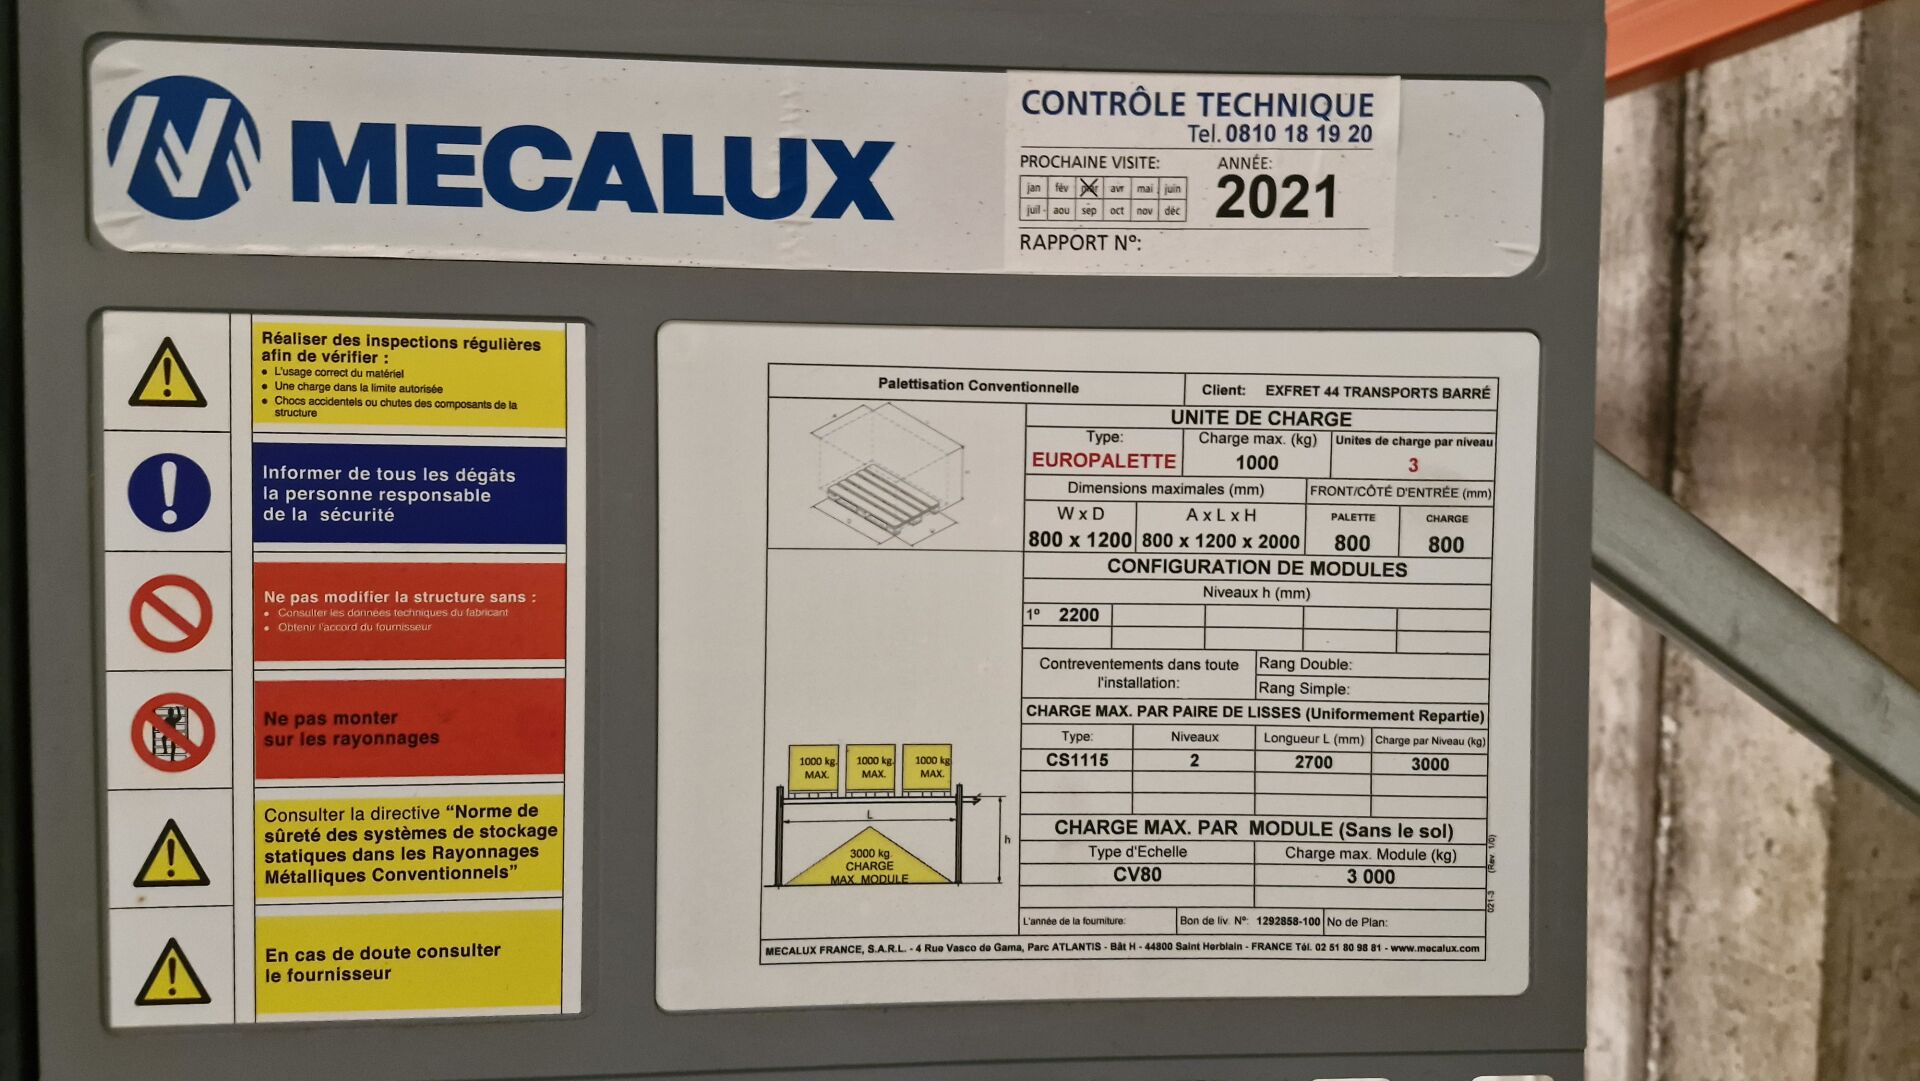 MECALUX
CONTRÔLE TECHNIQUE
Tel. 0810 18 19 20
PROCHAINE VISITE:
ANNÉE:
jan fév mar avr mai juin
juil aou sep oct nov déc
2021
RAPPORT N°:
Réaliser des inspections régulières
afin de vérifier :
• L'usage correct du matériel
• Une charge dans la limite autorisée
• Chocs accidentels ou chutes des composants de la
structure
Informer de tous les dégâts
la personne responsable
de la sécurité
Ne pas modifier la structure sans :
• Consulter les données techniques du fabricant
• Obtenir l'accord du fournisseur
Ne pas monter
sur les rayonnages
Consulter la directive “Norme de
sûreté des systèmes de stockage
statiques dans les Rayonnages
Métalliques Conventionnels”
En cas de doute consulter
le fournisseur
Palettisation Conventionnelle
Client: EXFRET 44 TRANSPORTS BARRÉ
UNITE DE CHARGE
Type: Charge max. (kg) Unites de charge par niveau
EUROPALETTE 1000 3
Dimensions maximales (mm) FRONT/CÔTÉ D'ENTRÉE (mm)
W x D A x L x H PALETTE CHARGE
800 x 1200 800 x 1200 x 2000 800 800
CONFIGURATION DE MODULES
Niveaux h (mm)
1º 2200
Contreventements dans toute
l'installation:
Rang Double:
Rang Simple:
CHARGE MAX. PAR PAIRE DE LISSES (Uniformement Repartie)
Type: Niveaux Longueur L (mm) Charge par Niveau (kg)
CS1115 2 2700 3000
1000 kg. 1000 kg. 1000 kg.
MAX. MAX. MAX.
L
h
3000 kg.
CHARGE
MAX. MODULE
CHARGE MAX. PAR MODULE (Sans le sol)
Type d'Echelle Charge max. Module (kg)
CV80 3 000
L'année de la fourniture: Bon de liv. Nº: 1292858-100 No de Plan:
021-3 (Rev. 1/0)
MECALUX FRANCE, S.A.R.L. - 4 Rue Vasco de Gama, Parc ATLANTIS - Bât H - 44800 Saint Herblain - FRANCE Tél. 02 51 80 98 81 - www.mecalux.com